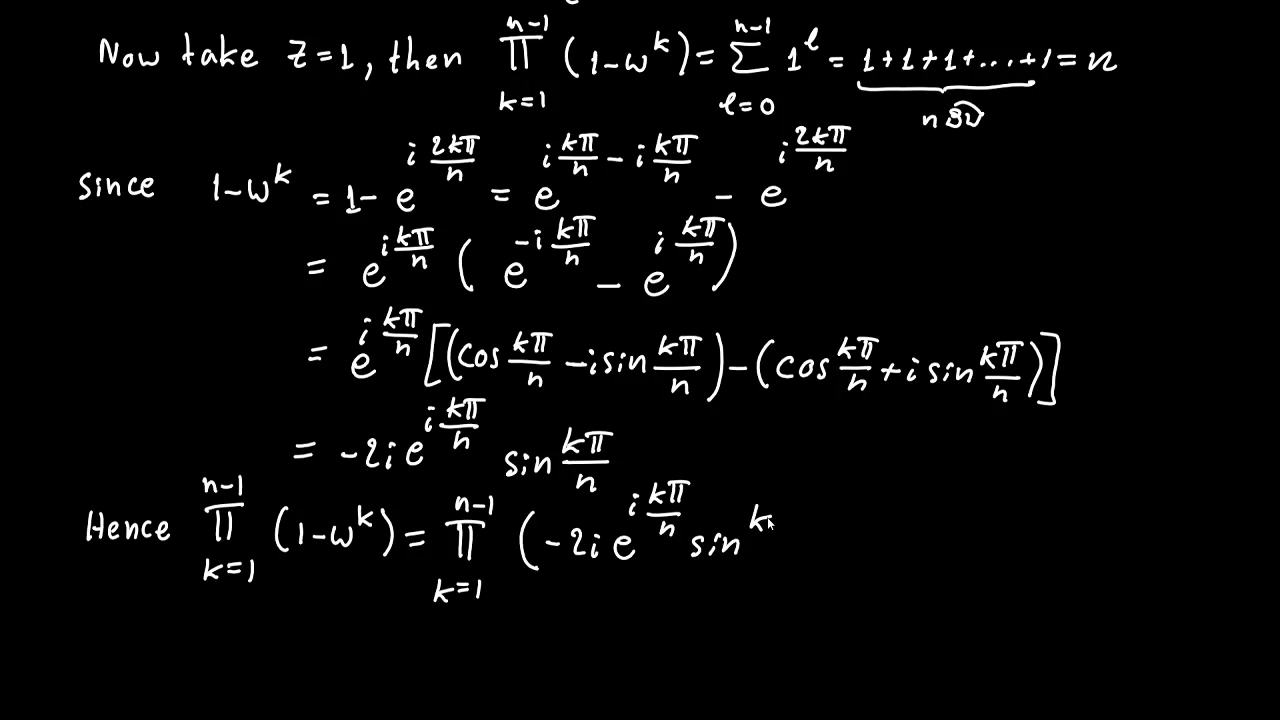 Now take z=1, then ∏_{k=1}^{n-1} (1-ω^k) = ∑_{ℓ=0}^{n-1} 1^ℓ = 1+1+1+...+1 = n
n ตัว
since 1-ω^k = 1 - e^{i 2kπ/n} = e^{i kπ/n - i kπ/n} - e^{i 2kπ/n}
= e^{i kπ/n} ( e^{-i kπ/n} - e^{i kπ/n} )
= e^{i kπ/n} [(cos kπ/n - i sin kπ/n) - (cos kπ/n + i sin kπ/n)]
= -2i e^{i kπ/n} sin kπ/n
Hence ∏_{k=1}^{n-1} (1-ω^k) = ∏_{k=1}^{n-1} (-2i e^{i kπ/n} sin k